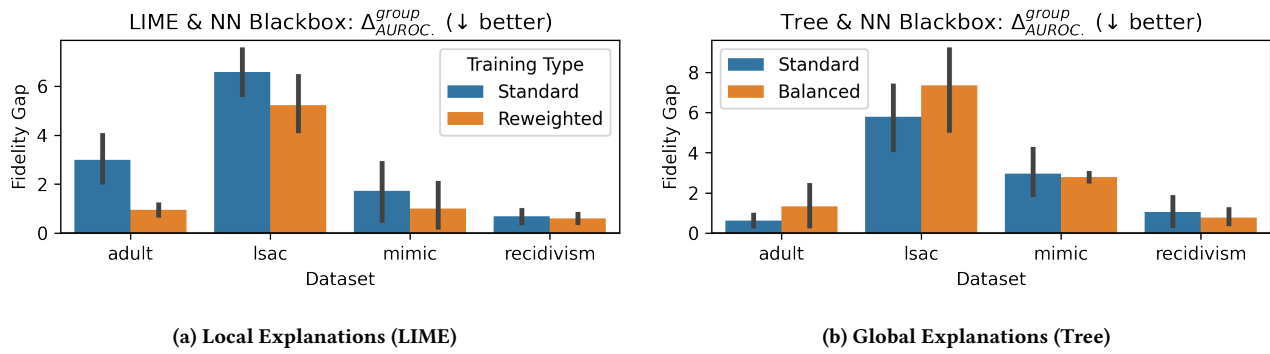 LIME & NN Blackbox: Δ^{group}_{AUROC.} (↓ better)
Fidelity Gap
6
4
2
0
Training Type
Standard
Reweighted
adult lsac mimic recidivism
Dataset
(a) Local Explanations (LIME)
Tree & NN Blackbox: Δ^{group}_{AUROC.} (↓ better)
Fidelity Gap
8
6
4
2
0
Standard
Balanced
adult lsac mimic recidivism
Dataset
(b) Global Explanations (Tree)